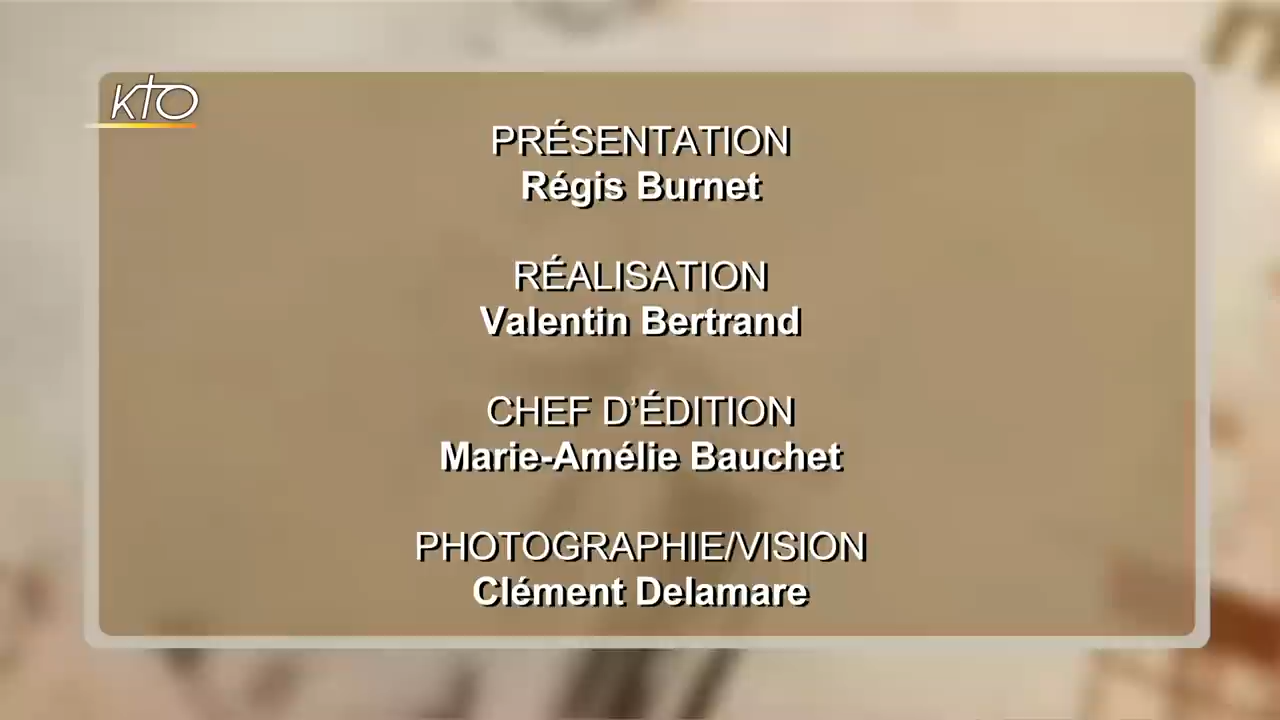 KTO
PRÉSENTATION
Régis Burnet
RÉALISATION
Valentin Bertrand
CHEF D’ÉDITION
Marie-Amélie Bauchet
PHOTOGRAPHIE/VISION
Clément Delamare